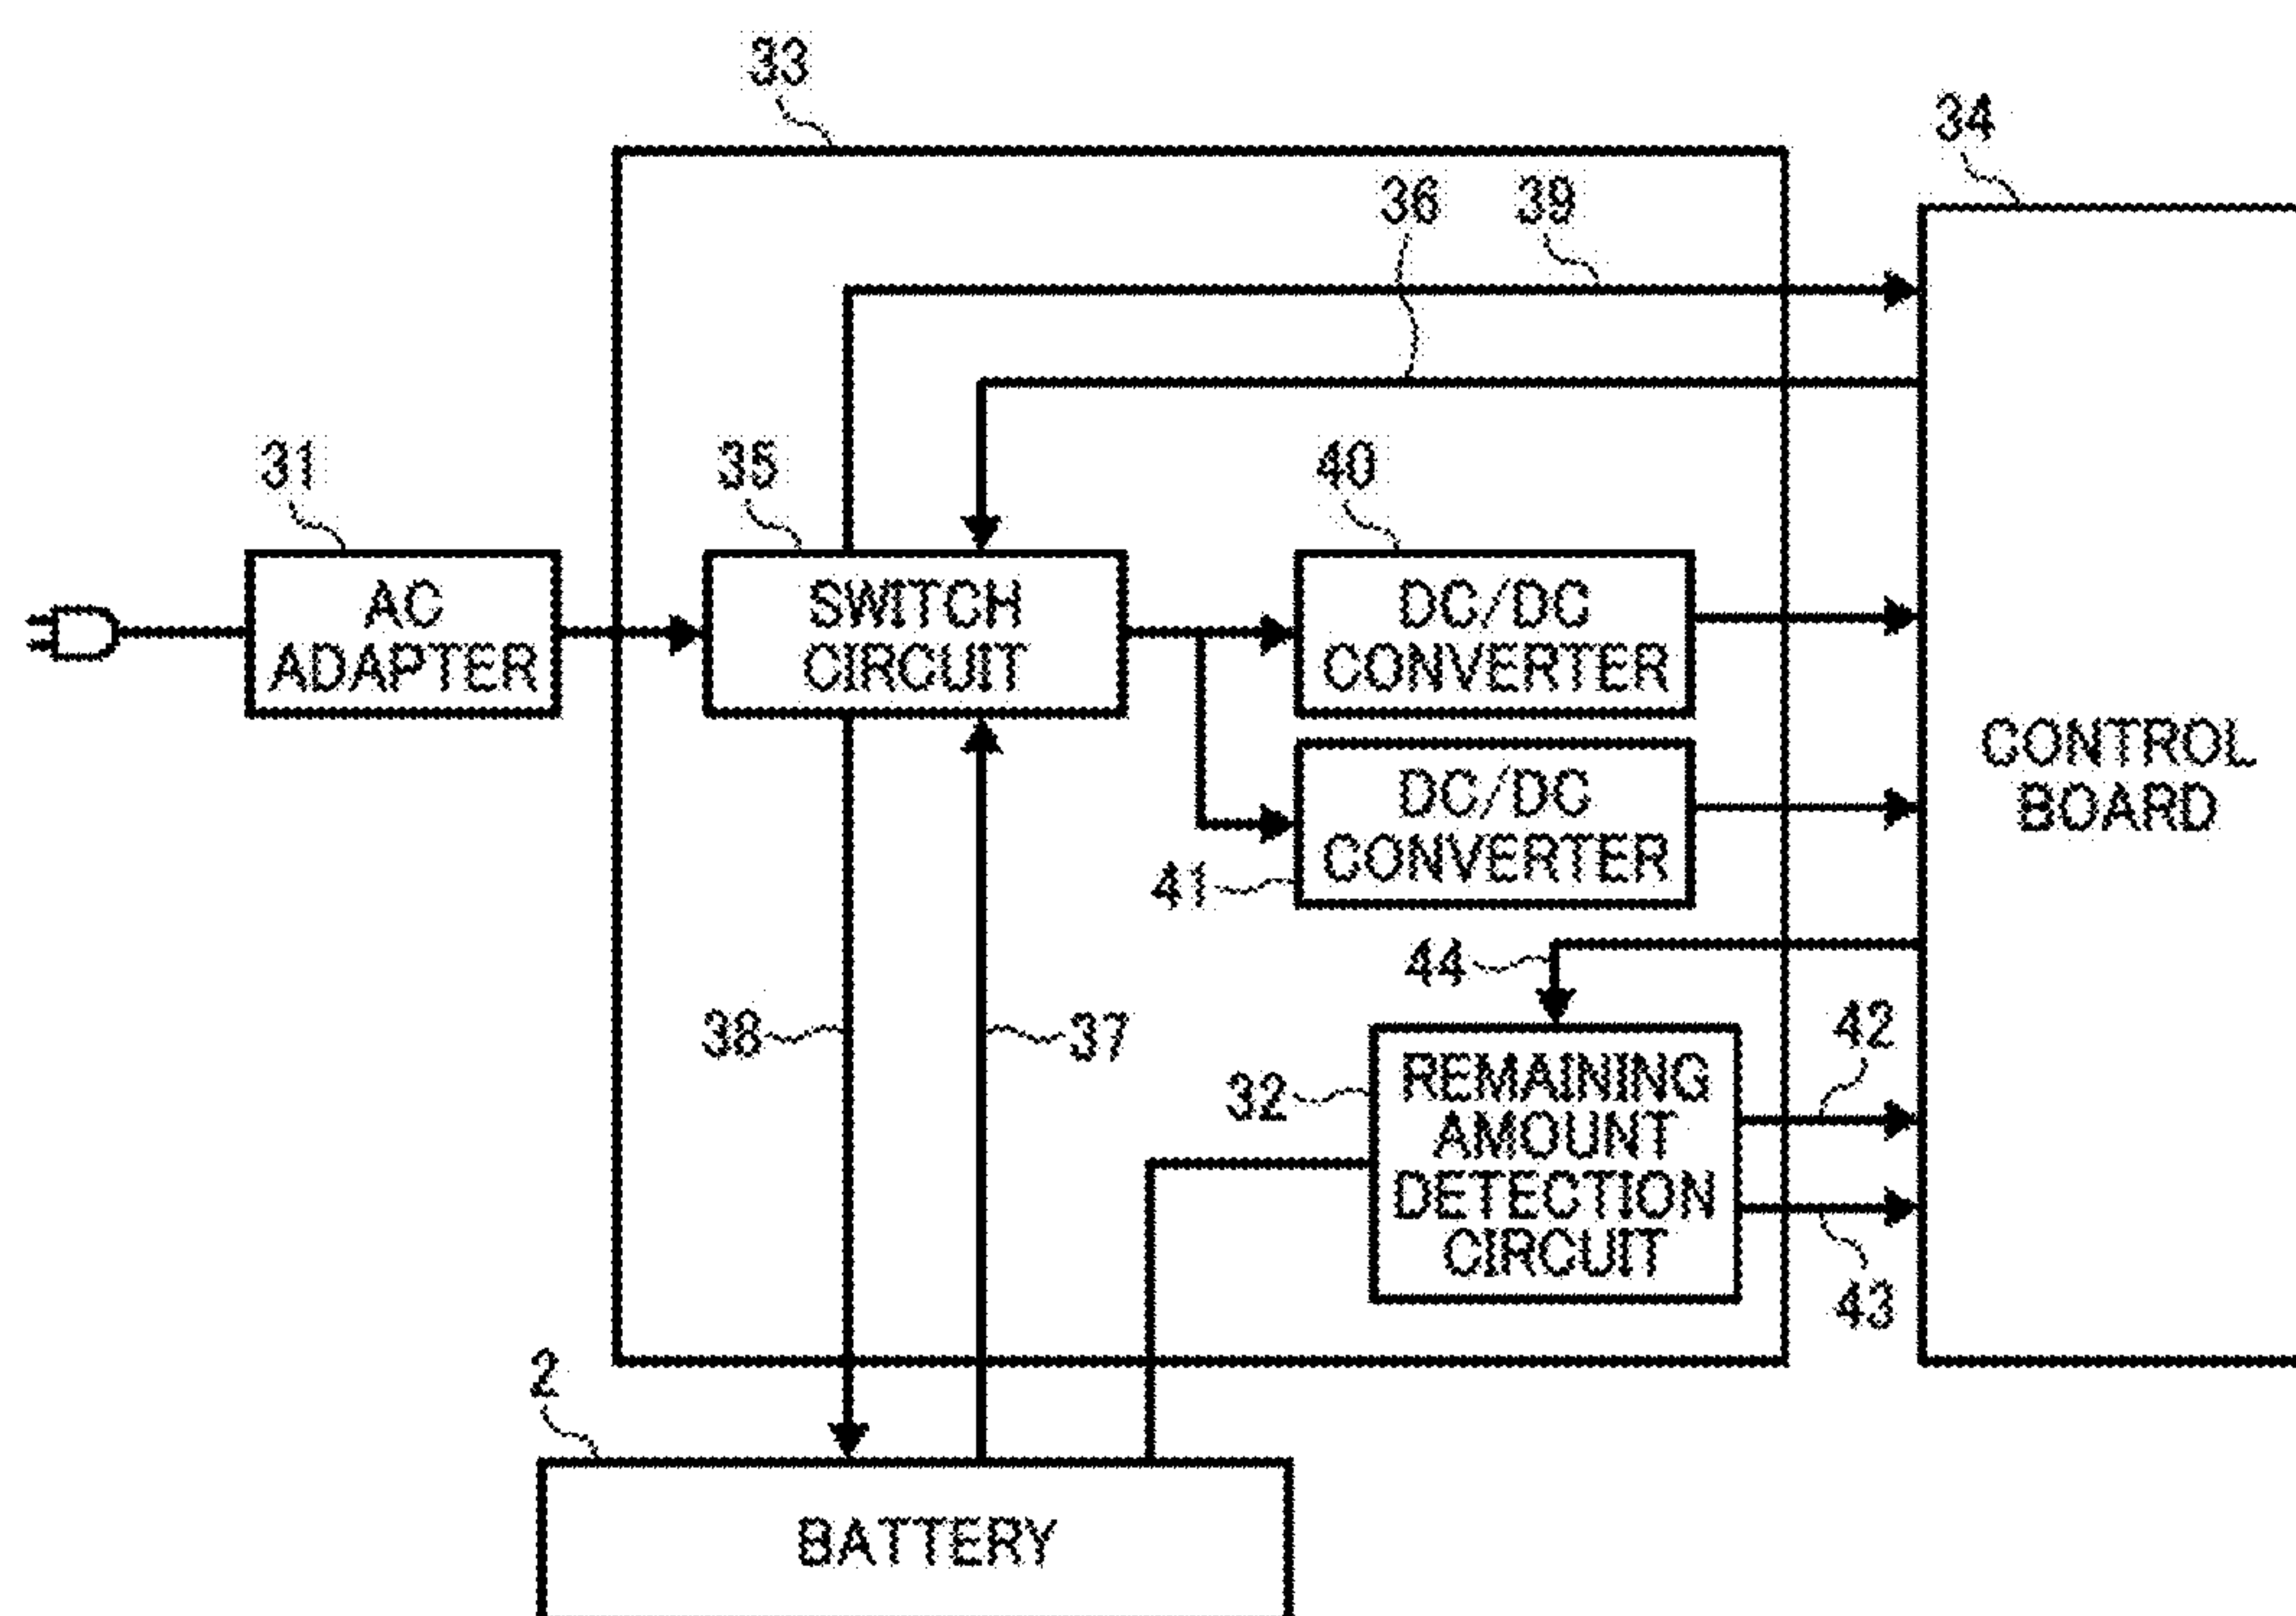 33
34
36
39
31
35
40
AC
ADAPTER
SWITCH
CIRCUIT
DC/DC
CONVERTER
DC/DC
CONVERTER
41
CONTROL
BOARD
44
38
37
32
42
REMAINING
AMOUNT
DETECTION
CIRCUIT
43
2
BATTERY